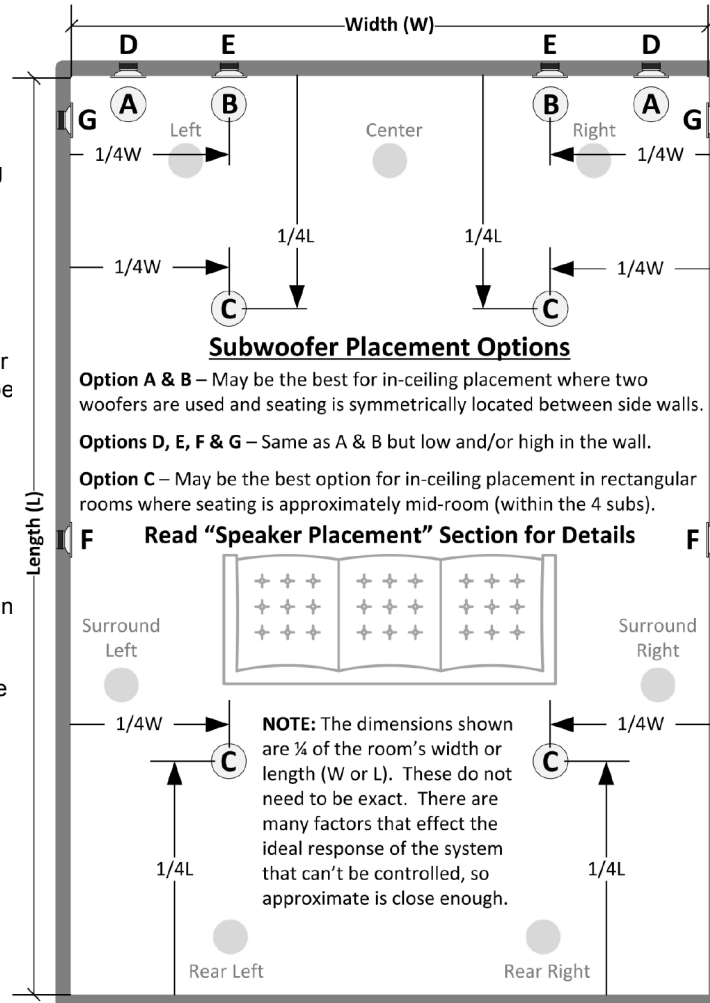 Width (W)
D E E D
A B B A
G G
Left Center Right
1/4W 1/4W
1/4L 1/4L
1/4W 1/4W
C C
Subwoofer Placement Options
Option A & B – May be the best for in-ceiling placement where two
woofers are used and seating is symmetrically located between side walls.
Options D, E, F & G – Same as A & B but low and/or high in the wall.
Option C – May be the best option for in-ceiling placement in rectangular
rooms where seating is approximately mid-room (within the 4 subs).
Read “Speaker Placement” Section for Details
Length (L)
F F
Surround Surround
Left Right
1/4W 1/4W
C C
NOTE: The dimensions shown
are ¼ of the room’s width or
length (W or L). These do not
need to be exact. There are
many factors that effect the
ideal response of the system
that can’t be controlled, so
approximate is close enough.
1/4L 1/4L
Rear Left Rear Right